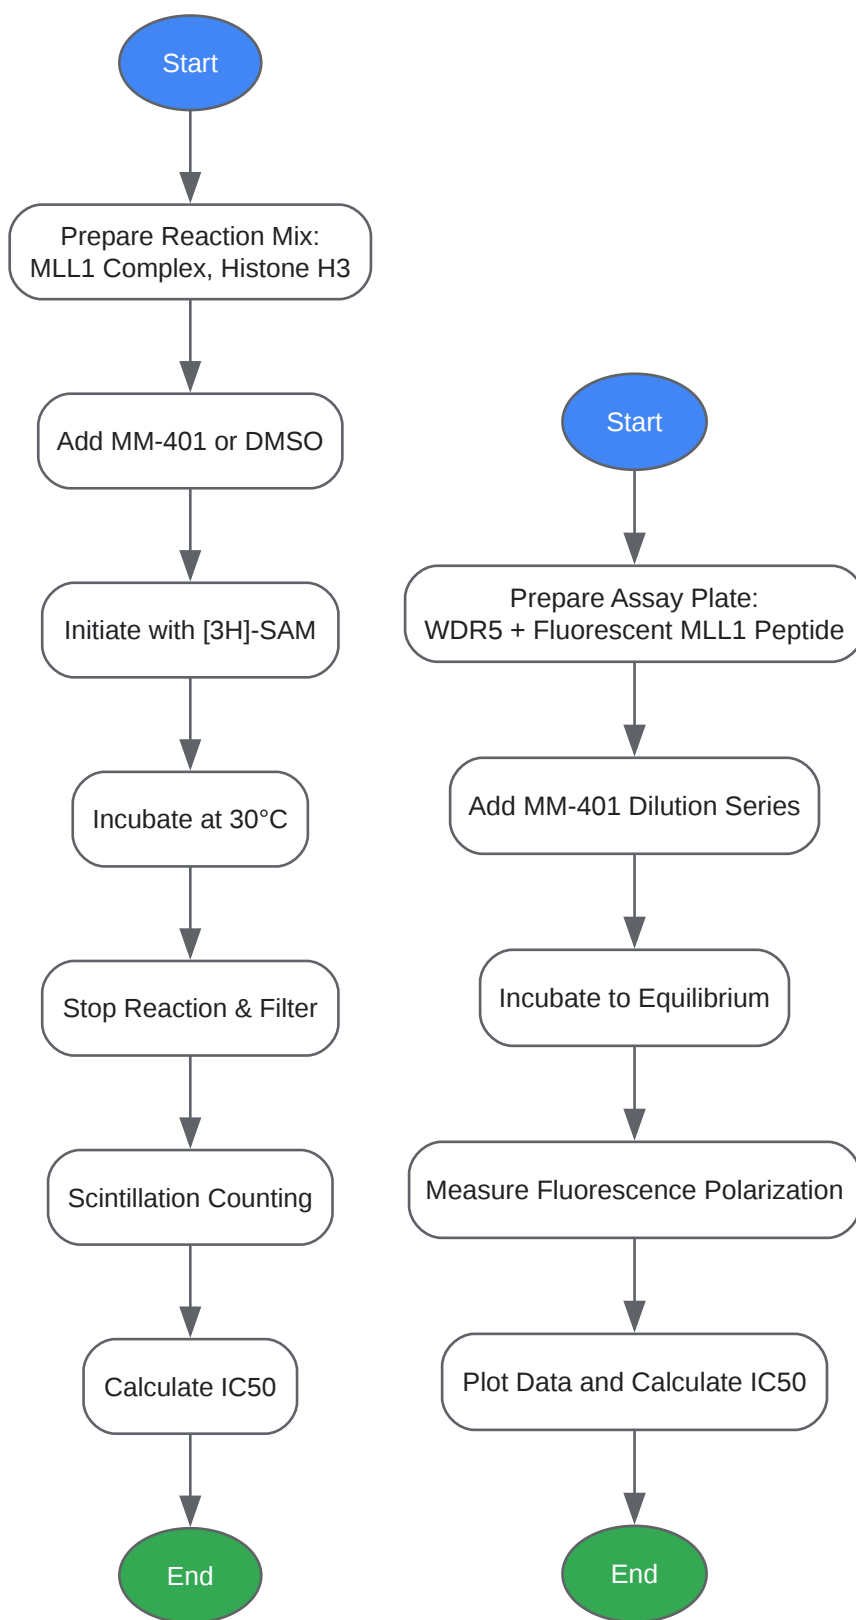 Start
Prepare Reaction Mix:
MLL1 Complex, Histone H3
Add MM-401 or DMSO
Initiate with [3H]-SAM
Incubate at 30°C
Stop Reaction & Filter
Scintillation Counting
Calculate IC50
End
Start
Prepare Assay Plate:
WDR5 + Fluorescent MLL1 Peptide
Add MM-401 Dilution Series
Incubate to Equilibrium
Measure Fluorescence Polarization
Plot Data and Calculate IC50
End